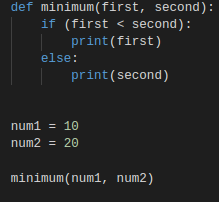 def minimum(first, second):
    if (first < second):
        print(first)
    else:
        print(second)
num1 = 10
num2 = 20
minimum(num1, num2)